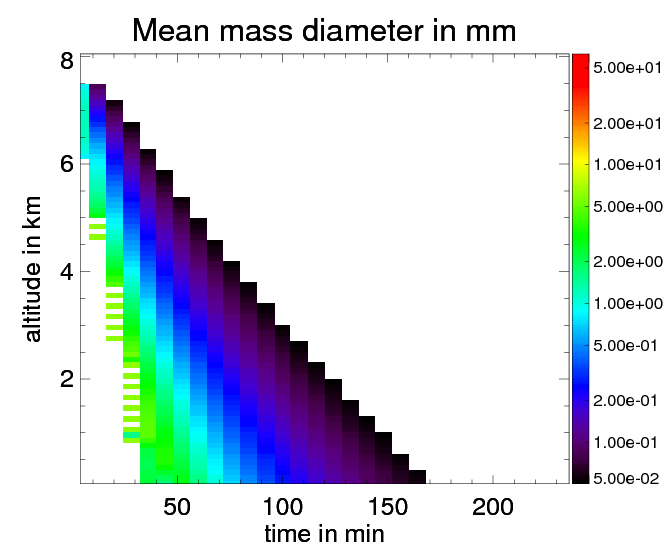 Mean mass diameter in mm
8
6
4
2
altitude in km
50
100
150
200
time in min
5.00e+01
2.00e+01
1.00e+01
5.00e+00
2.00e+00
1.00e+00
5.00e-01
2.00e-01
1.00e-01
5.00e-02